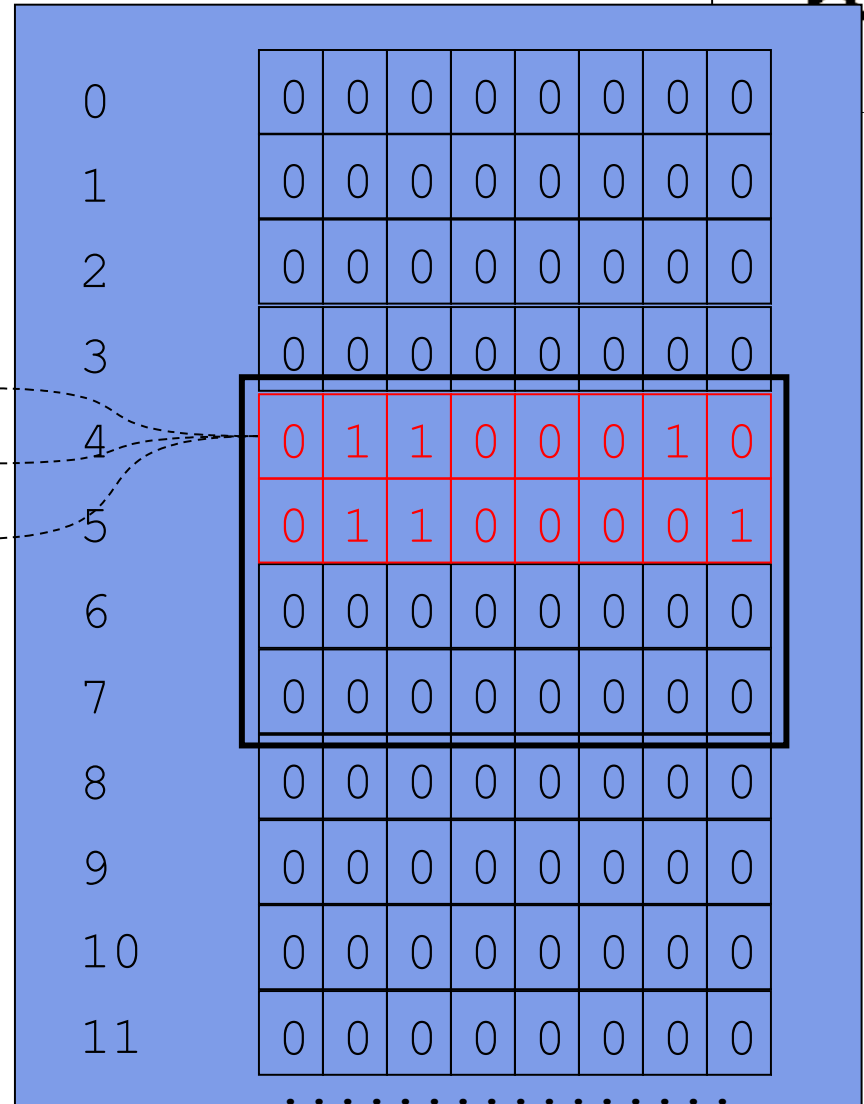 0 0 0 0 0 0 0 0 0
1 0 0 0 0 0 0 0 0
2 0 0 0 0 0 0 0 0
3 0 0 0 0 0 0 0 0
4 0 1 1 0 0 0 1 0
5 0 1 1 0 0 0 0 1
6 0 0 0 0 0 0 0 0
7 0 0 0 0 0 0 0 0
8 0 0 0 0 0 0 0 0
9 0 0 0 0 0 0 0 0
10 0 0 0 0 0 0 0 0
11 0 0 0 0 0 0 0 0